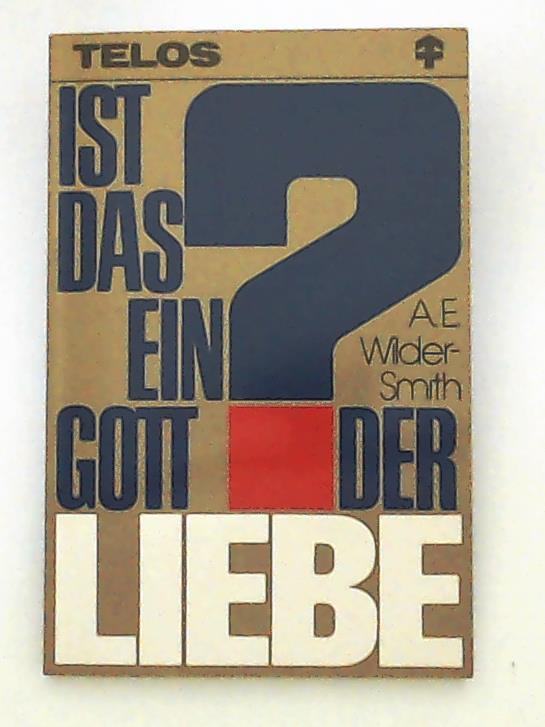 TELOS
IST
DAS
EIN
GOTT DER
LIEBE
?
A.E.
Wilder-
Smith